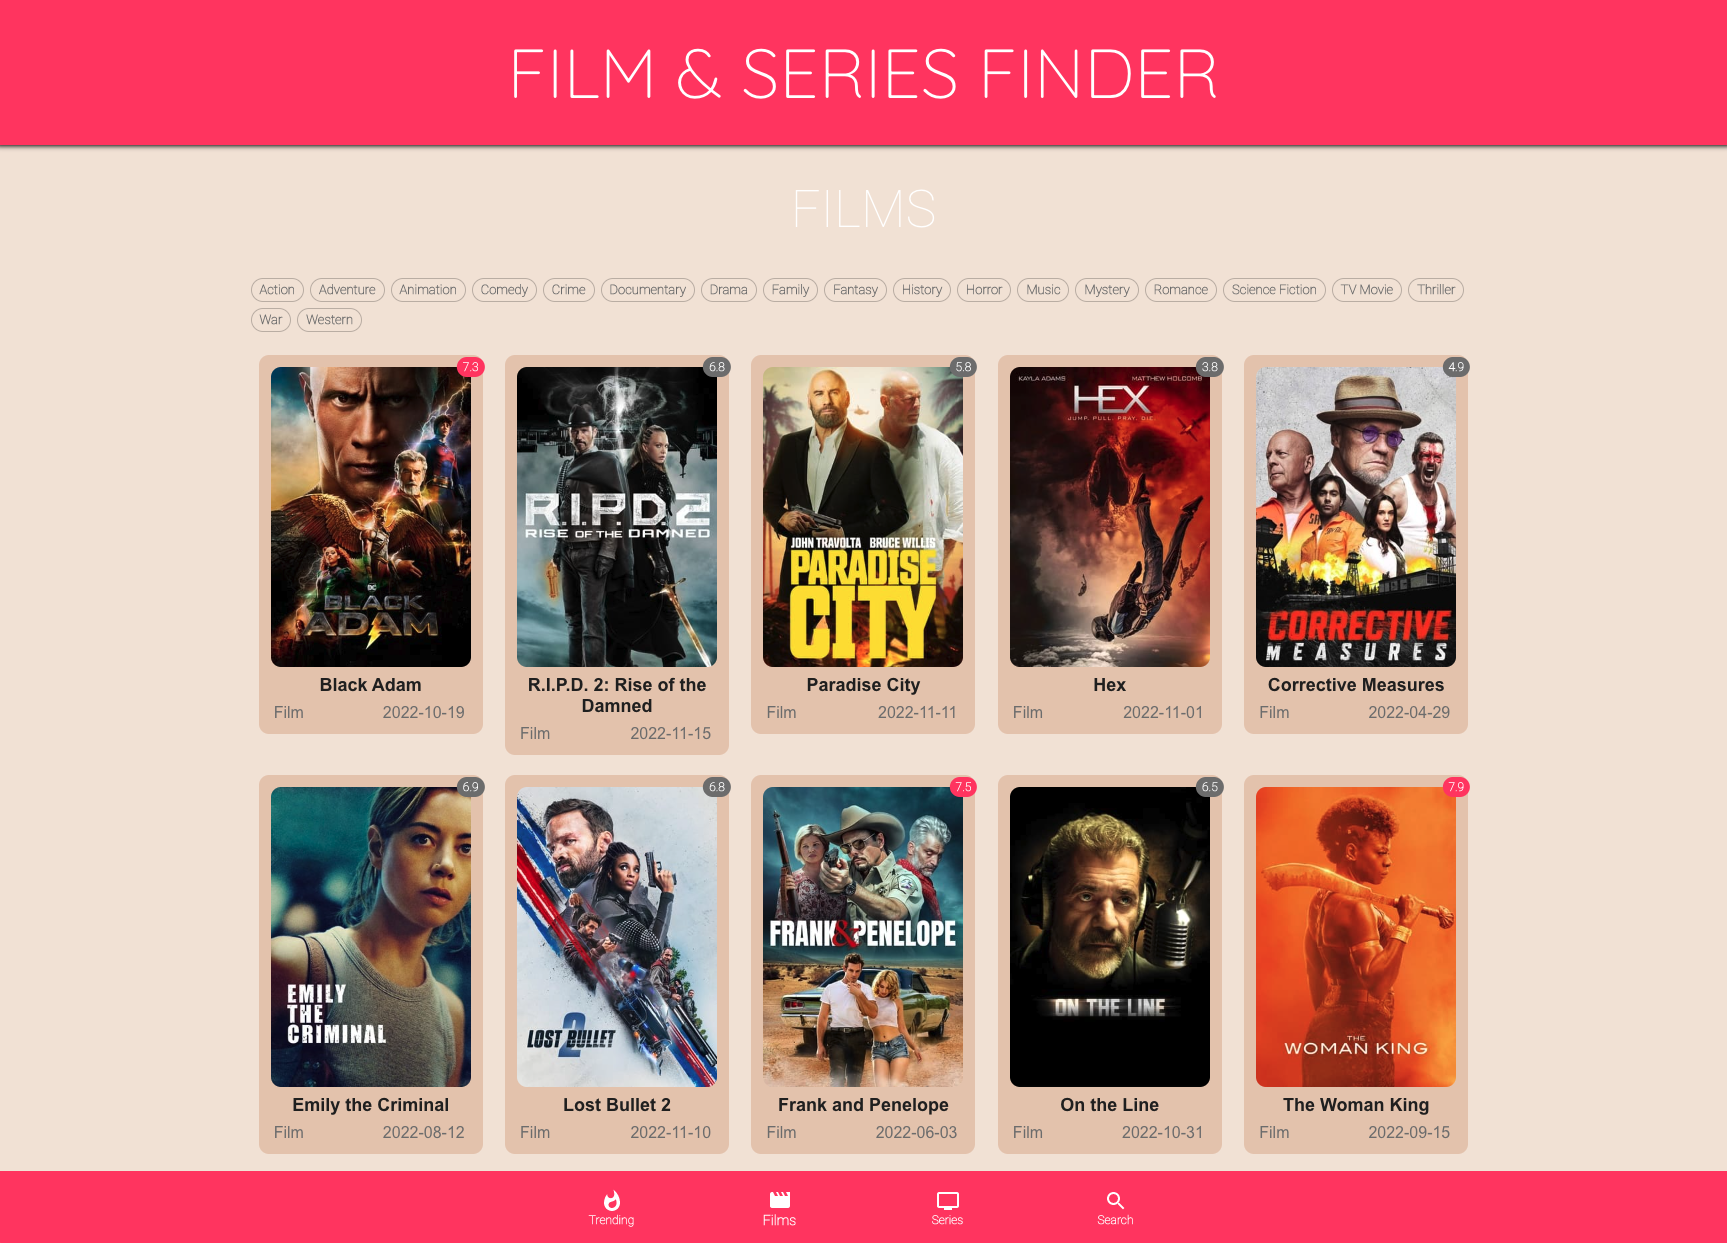 FILM & SERIES FINDER
FILMS
Action Adventure Animation Comedy Crime Documentary Drama Family Fantasy History Horror Music Mystery Romance Science Fiction TV Movie Thriller
War Western
7.3
DC
BLACK
ADAM
Black Adam
Film 2022-10-19
6.8
R.I.P.D.2
RISE OF THE DAMNED
R.I.P.D. 2: Rise of the
Damned
Film 2022-11-15
5.8
JOHN TRAVOLTA BRUCE WILLIS
PARADISE
CITY
Paradise City
Film 2022-11-11
3.8
KAYLA ADAMS MATTHEW HOLCOMB
HEX
JUMP. PULL. PRAY. DIE.
Hex
Film 2022-11-01
4.9
CORRECTIVE
MEASURES
Corrective Measures
Film 2022-04-29
6.9
EMILY
THE
CRIMINAL
Emily the Criminal
Film 2022-08-12
6.8
LOST BULLET
2
Lost Bullet 2
Film 2022-11-10
7.5
FRANK & PENELOPE
Frank and Penelope
Film 2022-06-03
6.5
ON THE LINE
On the Line
Film 2022-10-31
7.9
THE
WOMAN KING
The Woman King
Film 2022-09-15
Trending Films Series Search